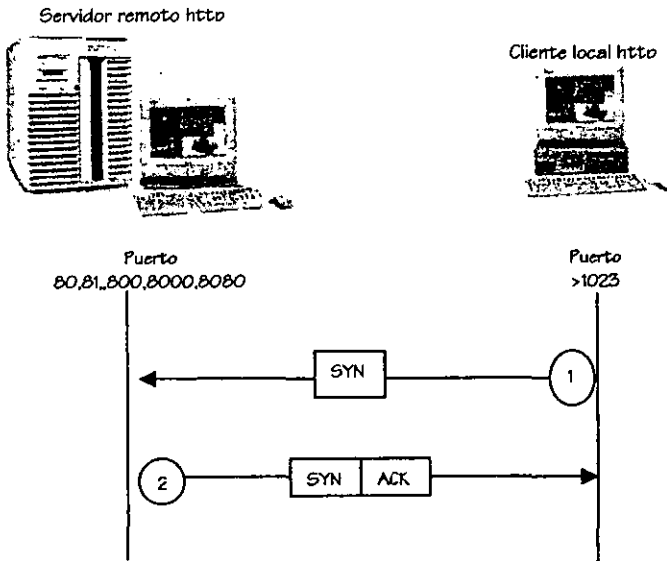 Servidor remoto http
Cliente local http
Puerto
80,81,,800,8000,8080
Puerto
>1023
SYN
1
2
SYN ACK